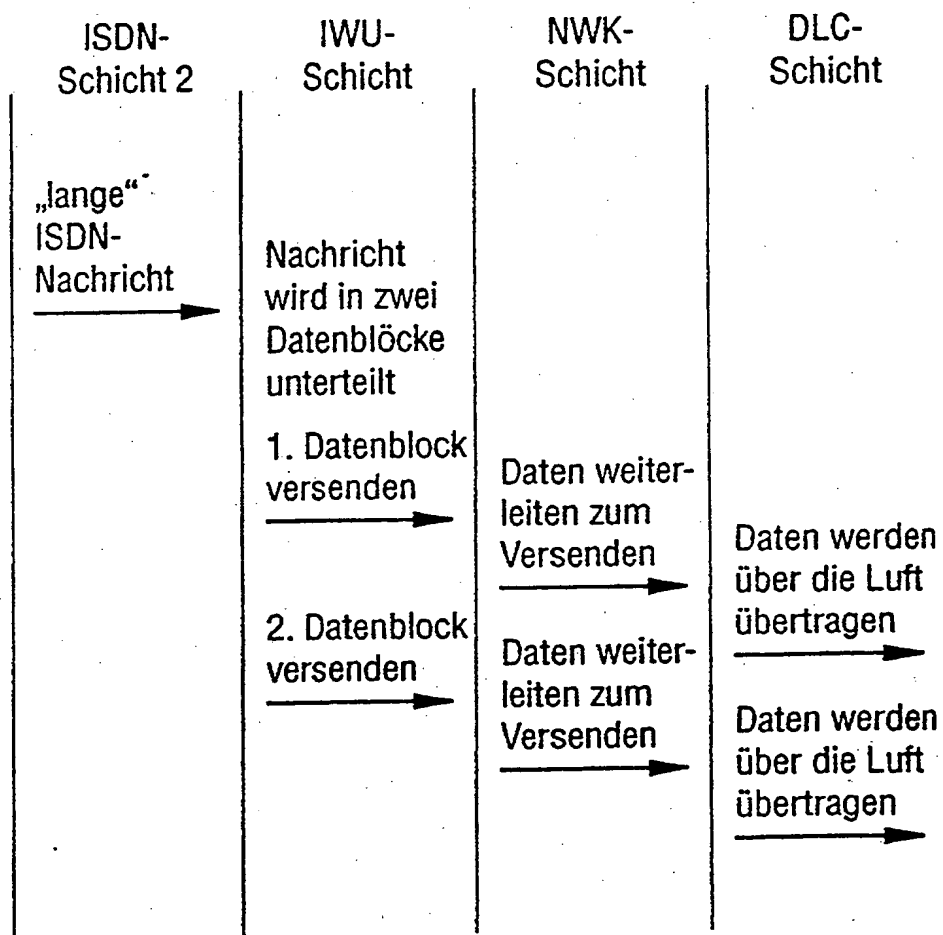 ISDN-
Schicht 2
IWU-
Schicht
NWK-
Schicht
DLC-
Schicht
„lange“
ISDN-
Nachricht
Nachricht
wird in zwei
Datenblöcke
unterteilt
1. Datenblock
versenden
Daten weiter-
leiten zum
Versenden
Daten werden
über die Luft
übertragen
2. Datenblock
versenden
Daten weiter-
leiten zum
Versenden
Daten werden
über die Luft
übertragen